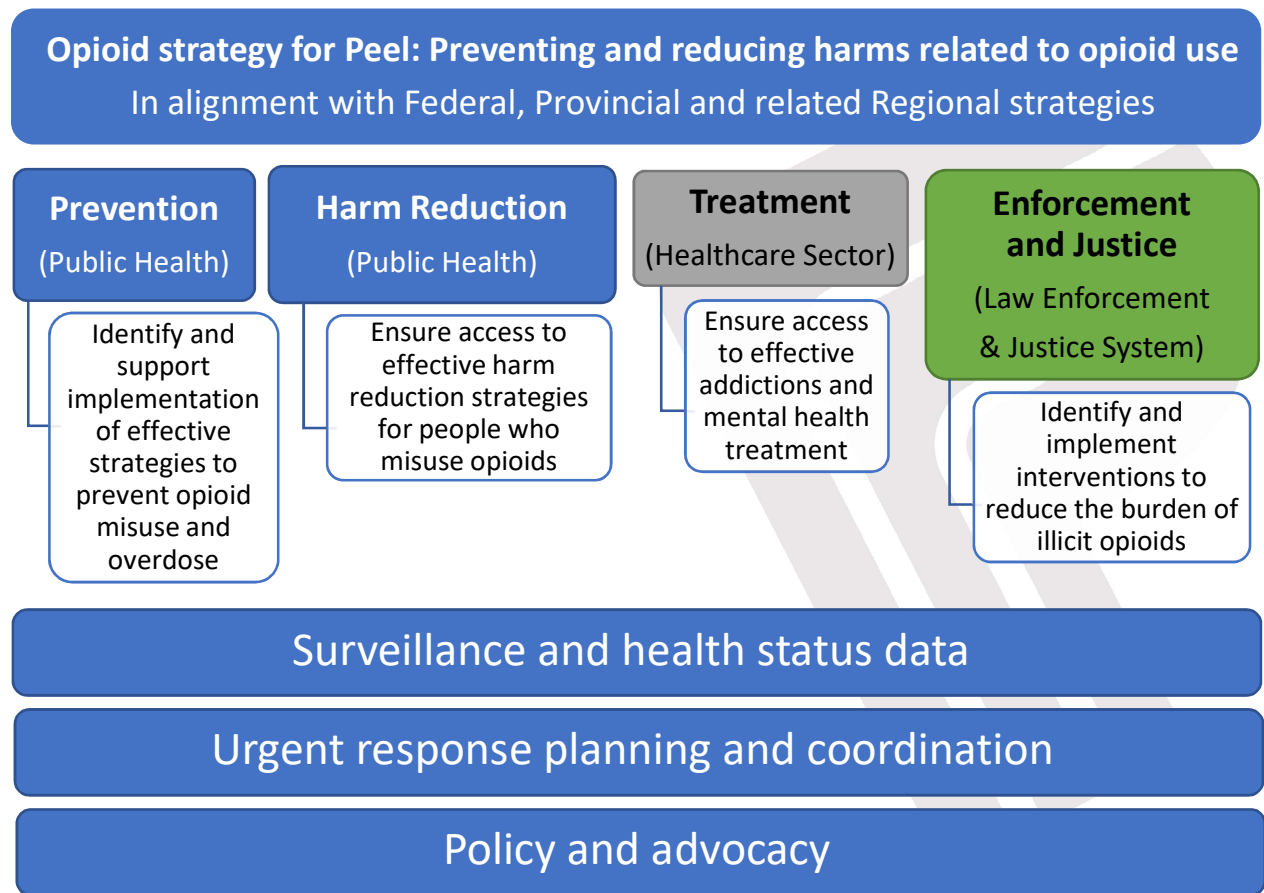 Opioid strategy for Peel: Preventing and reducing harms related to opioid use
In alignment with Federal, Provincial and related Regional strategies
Prevention
(Public Health)
Identify and
support
implementation
of effective
strategies to
prevent opioid
misuse and
overdose
Harm Reduction
(Public Health)
Ensure access to
effective harm
reduction strategies
for people who
misuse opioids
Treatment
(Healthcare Sector)
Ensure access
to effective
addictions and
mental health
treatment
Enforcement
and Justice
(Law Enforcement
& Justice System)
Identify and
implement
interventions to
reduce the burden of
illicit opioids
Surveillance and health status data
Urgent response planning and coordination
Policy and advocacy